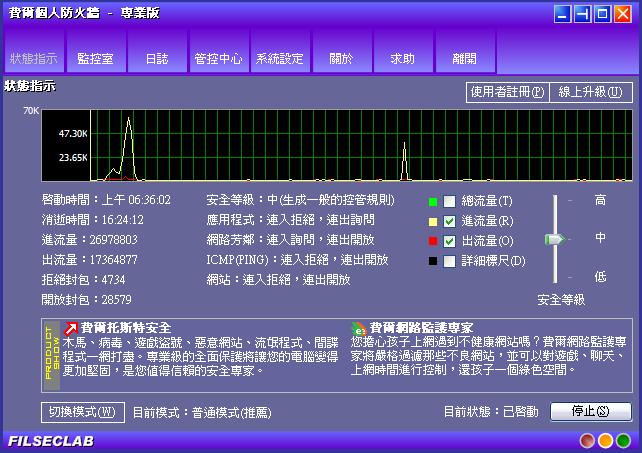 費爾個人防火牆 - 專業版
狀態指示 監控室 日誌 管控中心 系統設定 關於 求助 離開
狀態指示
使用者註冊(P) 線上升級(U)
70K
47.30K
23.65K
啓動時間：上午 06:36:02 安全等級：中(生成一般的控管規則) 總流量(T) 高
消逝時間：16:24:12 應用程式：連入拒絕，連出詢問 進流量(R)
進流量：26978803 網路芳鄰：連入詢問，連出開放 出流量(O) 中
出流量：17364877 ICMP(PING)：連入拒絕，連出開放 詳細標尺(D)
拒絕封包：4734 網站：連入拒絕，連出開放 低
開放封包：28579 安全等級
PRODUCT SHOW
費爾托斯特安全
木馬、病毒、遊戲盜號、惡意網站、流氓程式、間諜
程式一網打盡。專業級的全面保護將讓您的電腦變得
更加堅固，是您值得信賴的安全專家。
費爾網路監護專家
您擔心孩子上網遇到不健康網站嗎？費爾網路監護專
家將嚴格過濾那些不良網站，並可以對遊戲、聊天、
上網時間進行控制，還孩子一個綠色空間。
切換模式(W) 目前模式：普通模式(推薦) 目前狀態：已啓動 停止(S)
FILSECLAB